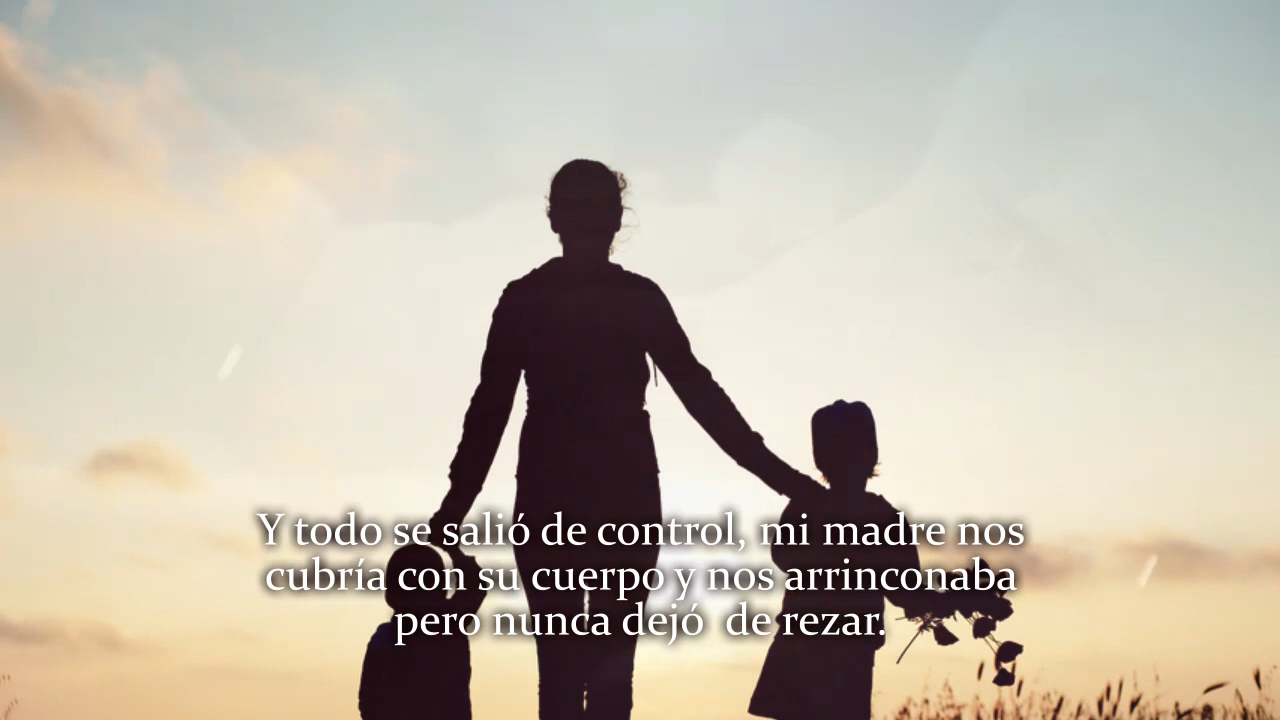 Y todo se salió de control, mi madre nos
cubría con su cuerpo y nos arrinconaba
pero nunca dejó  de rezar.